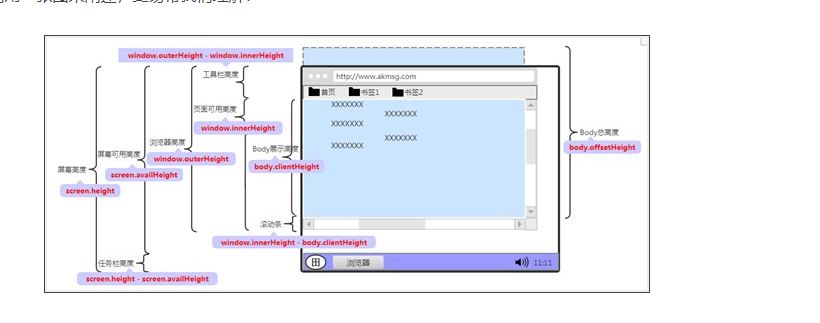 window.outerHeight - window.innerHeight
工具栏高度
http://www.akmsg.com
首页 书签1 书签2
XXXXXXX
页面可用高度
XXXXXXX
window.innerHeight
XXXXXXX
Body总高度
body.offsetHeight
浏览器高度
XXXXXXX
window.outerHeight
Body展示高度
XXXXXXX
屏幕可用高度
body.clientHeight
屏幕高度
screen.availHeight
screen.height
滚动条
window.innerHeight - body.clientHeight
任务栏高度
浏览器
11:11
screen.height - screen.availHeight